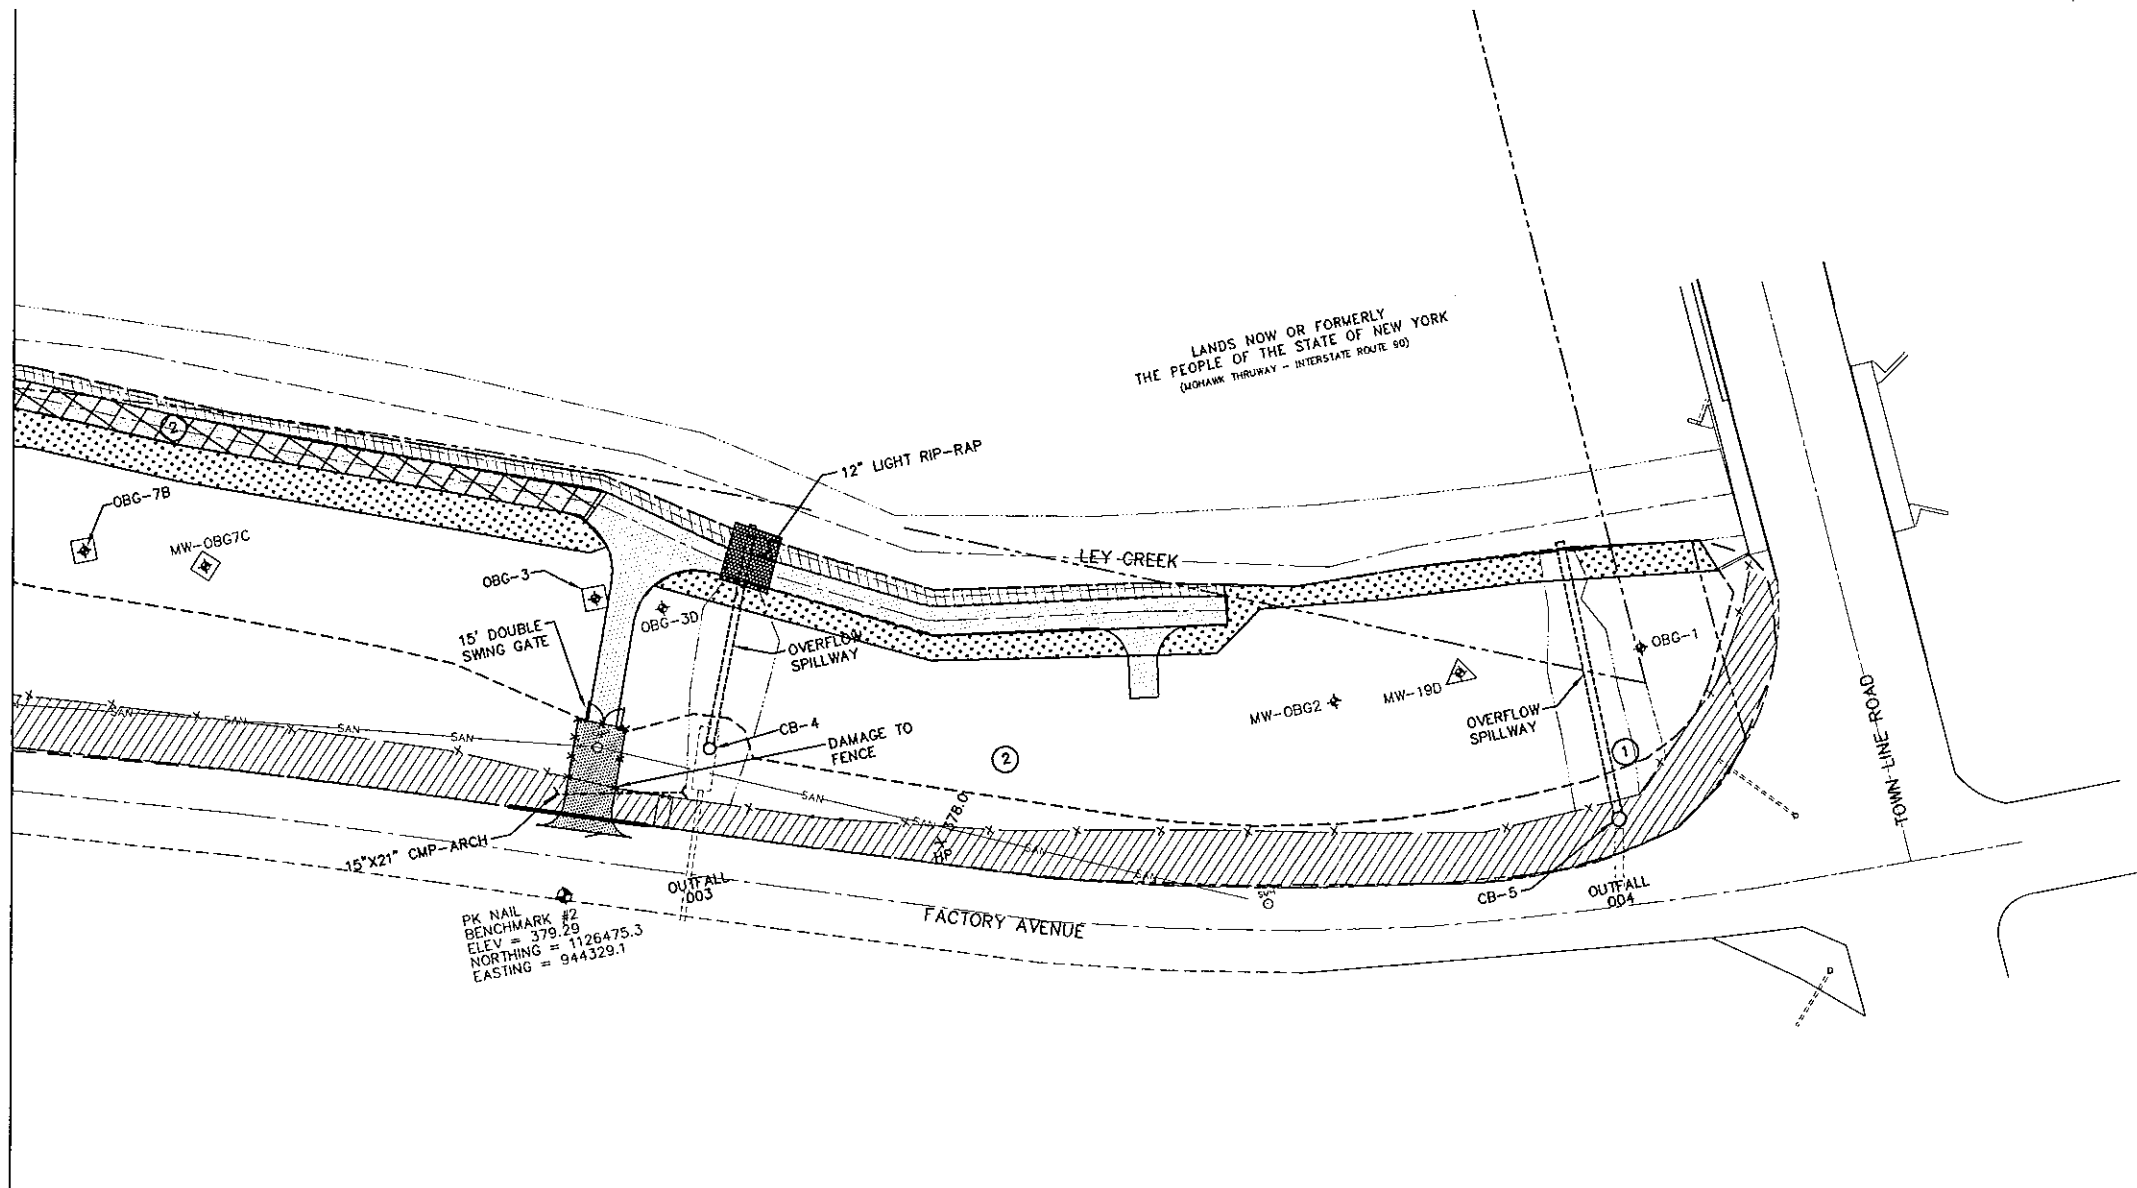 LANDS NOW OR FORMERLY
THE PEOPLE OF THE STATE OF NEW YORK
(MOHAWK THRUWAY - INTERSTATE ROUTE 90)
12" LIGHT RIP-RAP
2
OBG-7B
MW-OBG7C
LEY CREEK
OBG-3
OBG-3D
15' DOUBLE
SWING GATE
OVERFLOW
SPILLWAY
OBG-1
MW-19D
MW-OBG2
OVERFLOW
SPILLWAY
TOWN LINE ROAD
SAN
SAN
SAN
SAN
CB-4
DAMAGE TO
FENCE
2
1
SAN
SAN
X 378.0
HP
SAN
SAN
15"X21" CMP-ARCH
OUTFALL
003
CB-5
OUTFALL
004
FACTORY AVENUE
PK NAIL
BENCHMARK #2
ELEV = 379.29
NORTHING = 1126475.3
EASTING = 944329.1